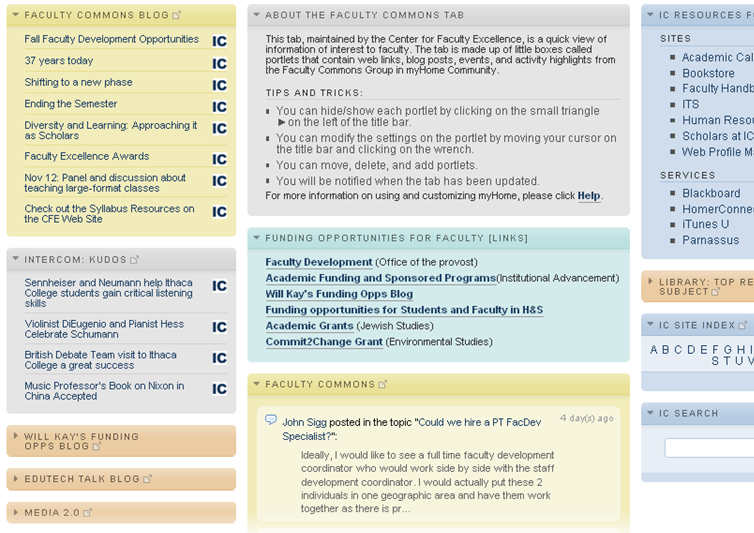 FACULTY COMMONS BLOG
Fall Faculty Development Opportunities IC
37 years today IC
Shifting to a new phase IC
Ending the Semester IC
Diversity and Learning: Approaching it
as Scholars IC
Faculty Excellence Awards IC
Nov 12: Panel and discussion about
teaching large-format classes IC
Check out the Syllabus Resources on
the CFE Web Site IC
INTERCOM: KUDOS
Sennheiser and Neumann help Ithaca
College students gain critical listening
skills IC
Violinist DiEugenio and Pianist Hess
Celebrate Schumann IC
British Debate Team visit to Ithaca
College a great success IC
Music Professor's Book on Nixon in
China Accepted IC
WILL KAY'S FUNDING
OPPS BLOG
EDUTECH TALK BLOG
MEDIA 2.0
ABOUT THE FACULTY COMMONS TAB
This tab, maintained by the Center for Faculty Excellence, is a quick view of
information of interest to faculty. The tab is made up of little boxes called
portlets that contain web links, blog posts, events, and activity highlights from
the Faculty Commons Group in myHome Community.
TIPS AND TRICKS:
You can hide/show each portlet by clicking on the small triangle
on the left of the title bar.
You can modify the settings on the portlet by moving your cursor on
the title bar and clicking on the wrench.
You can move, delete, and add portlets.
You will be notified when the tab has been updated.
For more information on using and customizing myHome, please click Help.
FUNDING OPPORTUNITIES FOR FACULTY [LINKS]
Faculty Development (Office of the provost)
Academic Funding and Sponsored Programs(Institutional Advancement)
Will Kay's Funding Opps Blog
Funding opportunities for Students and Faculty in H&S
Academic Grants (Jewish Studies)
Commit2Change Grant (Environmental Studies)
FACULTY COMMONS
John Sigg posted in the topic "Could we hire a PT FacDev 4 day(s) ago
Specialist?":
Ideally, I would like to see a full time faculty development
coordinator who would work side by side with the staff
development coordinator. I would actually put these 2
individuals in one geographic area and have them work
together as there is pr...
IC RESOURCES F
SITES
Academic Cal
Bookstore
Faculty Handb
ITS
Human Resou
Scholars at IC
Web Profile M
SERVICES
Blackboard
HomerConne
iTunes U
Parnassus
LIBRARY: TOP RE
SUBJECT
IC SITE INDEX
A B C D E F G H I
S T U V
IC SEARCH